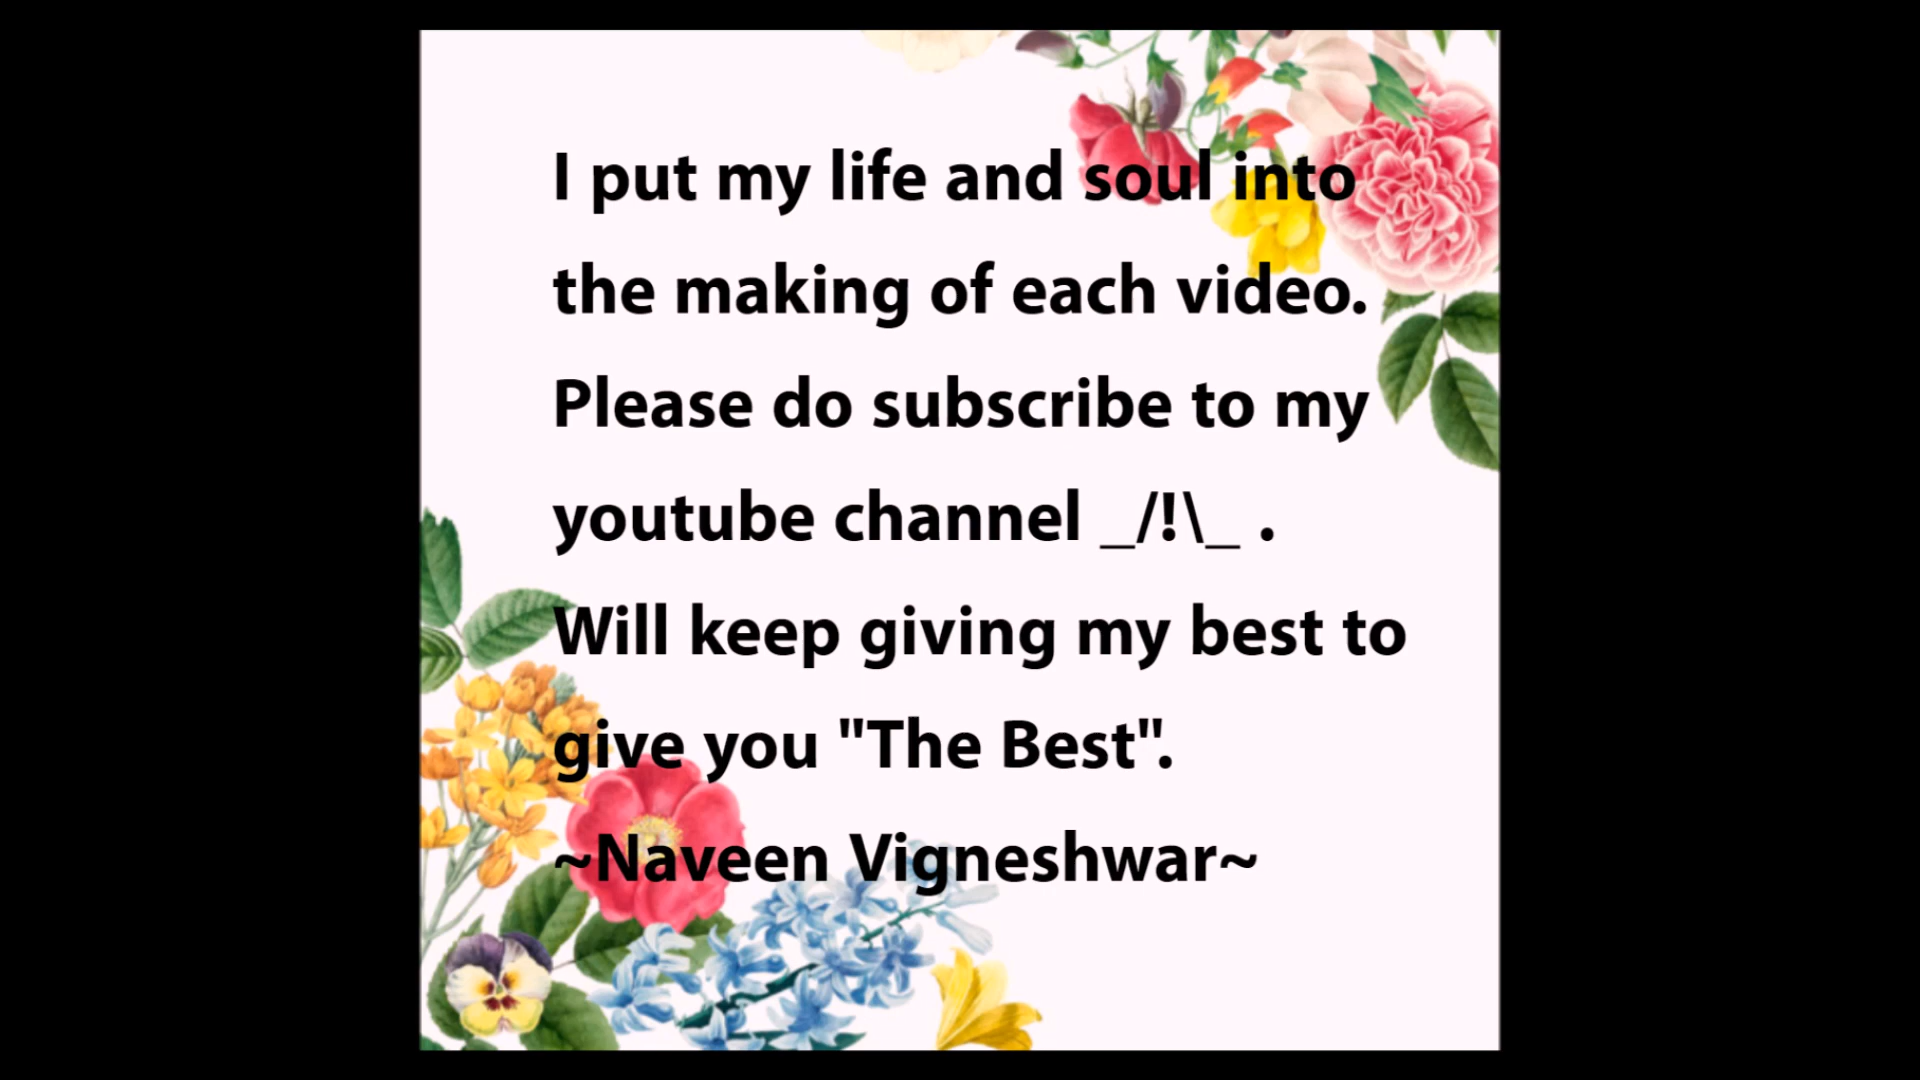 I put my life and soul into
the making of each video.
Please do subscribe to my
youtube channel _/!\_ .
Will keep giving my best to
give you "The Best".
~Naveen Vigneshwar~